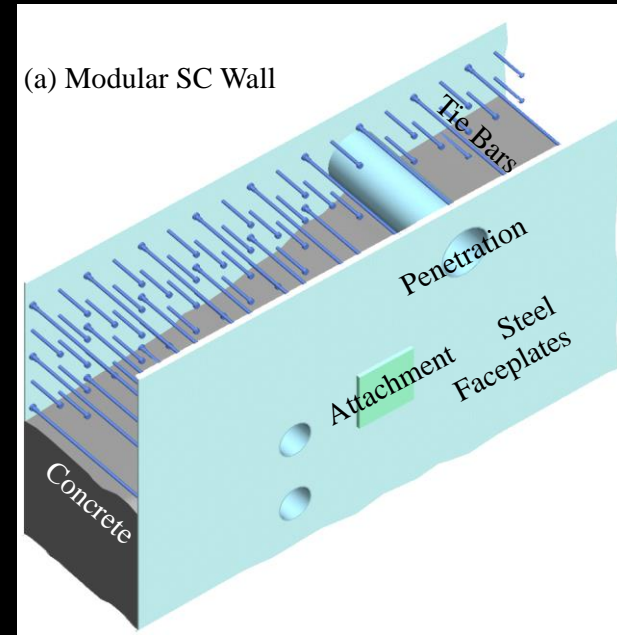 (a) Modular SC Wall
Tie Bars
Penetration
Steel
Faceplates
Attachment
Concrete